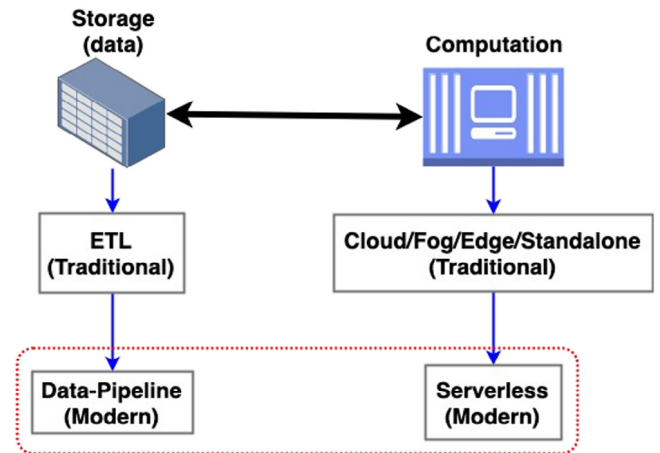 Storage
(data)
Computation
ETL
(Traditional)
Cloud/Fog/Edge/Standalone
(Traditional)
Data-Pipeline
(Modern)
Serverless
(Modern)